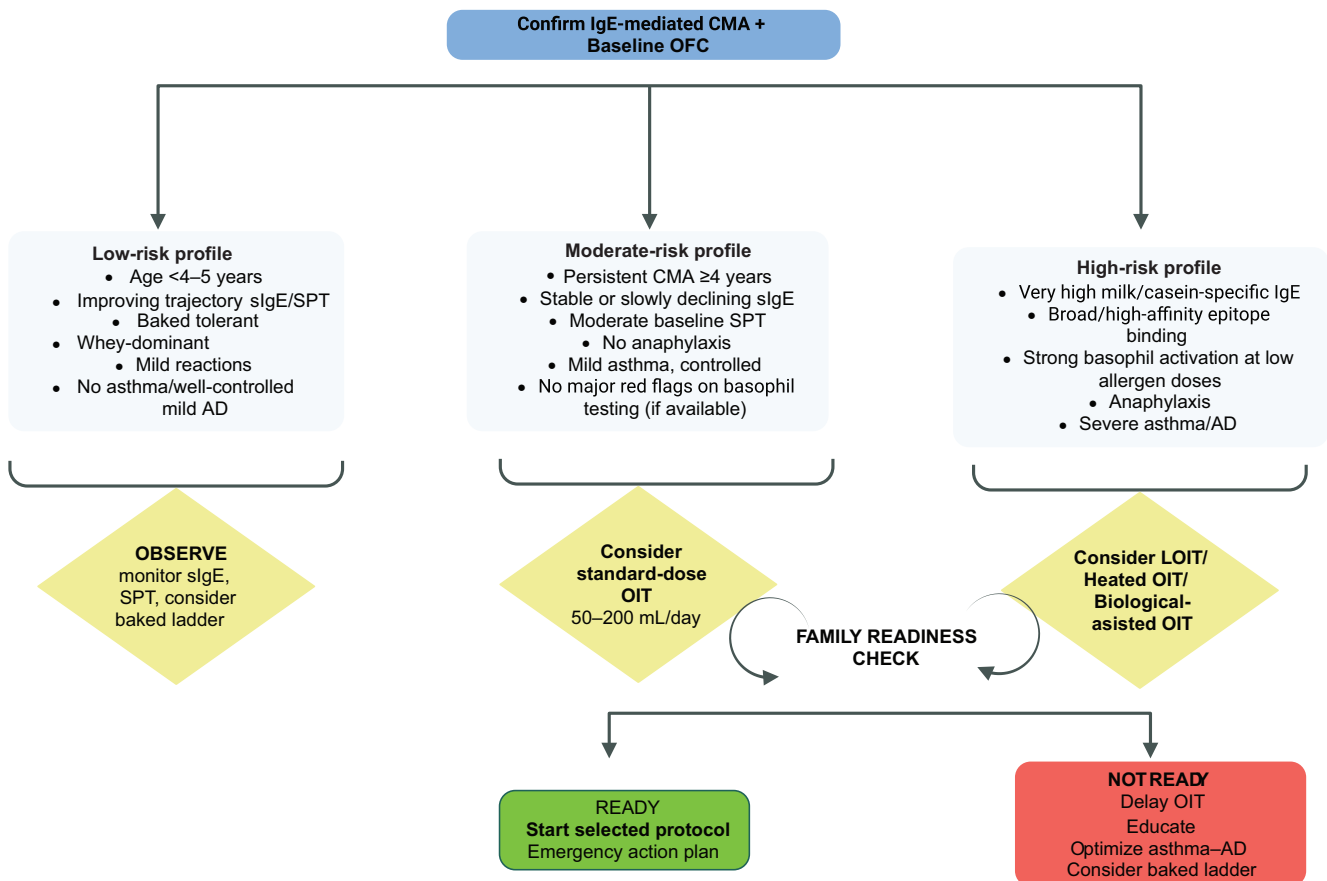 Confirm IgE-mediated CMA +
Baseline OFC
Low-risk profile
• Age <4–5 years
• Improving trajectory sIgE/SPT
• Baked tolerant
• Whey-dominant
• Mild reactions
• No asthma/well-controlled
mild AD
Moderate-risk profile
• Persistent CMA ≥4 years
• Stable or slowly declining sIgE
• Moderate baseline SPT
• No anaphylaxis
• Mild asthma, controlled
• No major red flags on basophil
testing (if available)
High-risk profile
• Very high milk/casein-specific IgE
• Broad/high-affinity epitope
binding
• Strong basophil activation at low
allergen doses
• Anaphylaxis
• Severe asthma/AD
OBSERVE
monitor sIgE,
SPT, consider
baked ladder
Consider
standard-dose
OIT
50–200 mL/day
Consider LOIT/
Heated OIT/
Biological-
asisted OIT
FAMILY READINESS
CHECK
READY
Start selected protocol
Emergency action plan
NOT READY
Delay OIT
Educate
Optimize asthma–AD
Consider baked ladder